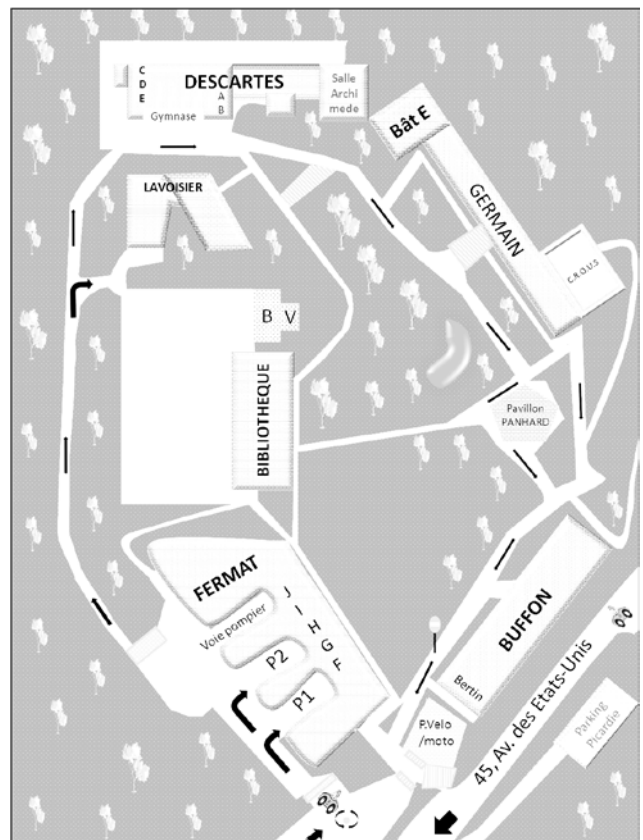 C
D
E
DESCARTES
A
B
Gymnase
Salle
Archi
mede
Bât E
GERMAIN
C.R.O.U.S
LAVOISIER
B
V
BIBLIOTHEQUE
Pavillon
PANHARD
FERMAT
J
I
H
G
F
Voie pompier
P2
P1
BUFFON
Bertin
P.Velo
/moto
45, Av. des Etats-Unis
Parking
Picardie